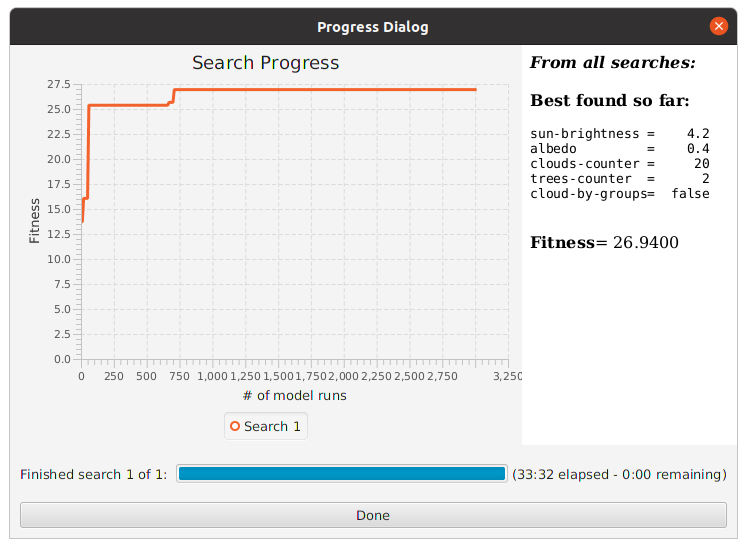 Progress Dialog
Search Progress
Fitness
27.5
25.0
22.5
20.0
17.5
15.0
12.5
10.0
7.5
5.0
2.5
0.0
0 250 500 750 1,000 1,250 1,500 1,750 2,000 2,250 2,500 2,750 3,250
# of model runs
Search 1
From all searches:
Best found so far:
sun-brightness = 4.2
albedo = 0.4
clouds-counter = 20
trees-counter = 2
cloud-by-groups= false
Fitness= 26.9400
Finished search 1 of 1: (33:32 elapsed - 0:00 remaining)
Done